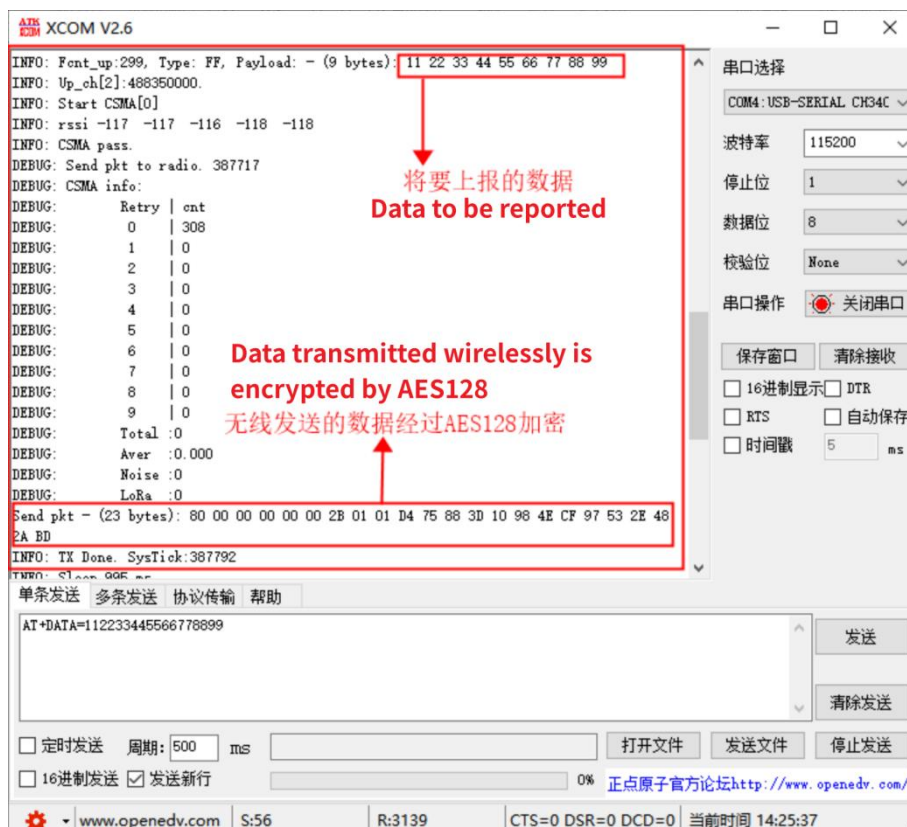 XCOM V2.6
INFO: Fcnt_up:299, Type: FF, Payload: - (9 bytes): 11 22 33 44 55 66 77 88 99
INFO: Up_ch[2]:488350000.
INFO: Start CSMA[0]
INFO: rssi -117 -117 -116 -118 -118
INFO: CSMA pass.
DEBUG: Send pkt to radio. 387717
DEBUG: CSMA info:
DEBUG: Retry | cnt
DEBUG: 0 | 308
DEBUG: 1 | 0
DEBUG: 2 | 0
DEBUG: 3 | 0
DEBUG: 4 | 0
DEBUG: 5 | 0
DEBUG: 6 | 0
DEBUG: 7 | 0
DEBUG: 8 | 0
DEBUG: 9 | 0
DEBUG: Total :0
DEBUG: Aver :0.000
DEBUG: Noise :0
DEBUG: LoRa :0
Send pkt - (23 bytes): 80 00 00 00 00 00 2B 01 01 D4 75 88 3D 10 98 4E CF 97 53 2E 48
2A BD
INFO: TX Done. SysTick:387792
INFO: Sleep 995 ms
将要上报的数据
Data to be reported
Data transmitted wirelessly is
encrypted by AES128
无线发送的数据经过AES128加密
串口选择
COM4:USB-SERIAL CH34C
波特率 115200
停止位 1
数据位 8
校验位 None
串口操作 关闭串口
保存窗口 清除接收
16进制显示 DTR
RTS 自动保存
时间戳 5 ms
单条发送 多条发送 协议传输 帮助
AT+DATA=112233445566778899
发送
清除发送
定时发送 周期: 500 ms 打开文件 发送文件 停止发送
16进制发送 发送新行 0% 正点原子官方论坛http://www.openedv.com/
www.openedv.com S:56 R:3139 CTS=0 DSR=0 DCD=0 当前时间 14:25:37